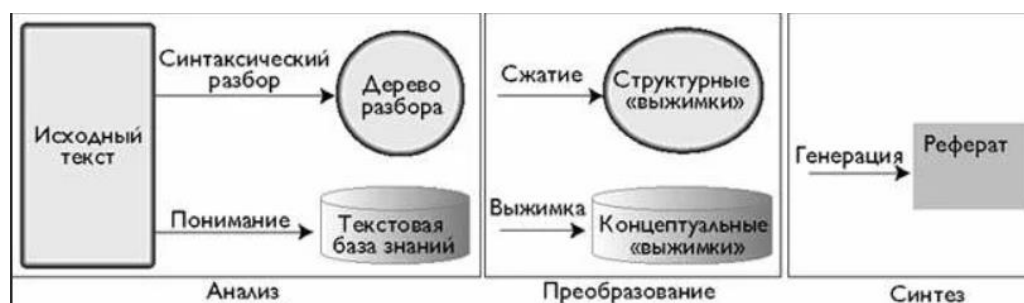 Исходный
текст
Синтаксический
разбор
Дерево
разбора
Понимание
Текстовая
база знаний
Анализ
Сжатие
Структурные
«выжимки»
Выжимка
Концептуальные
«выжимки»
Преобразование
Генерация
Реферат
Синтез